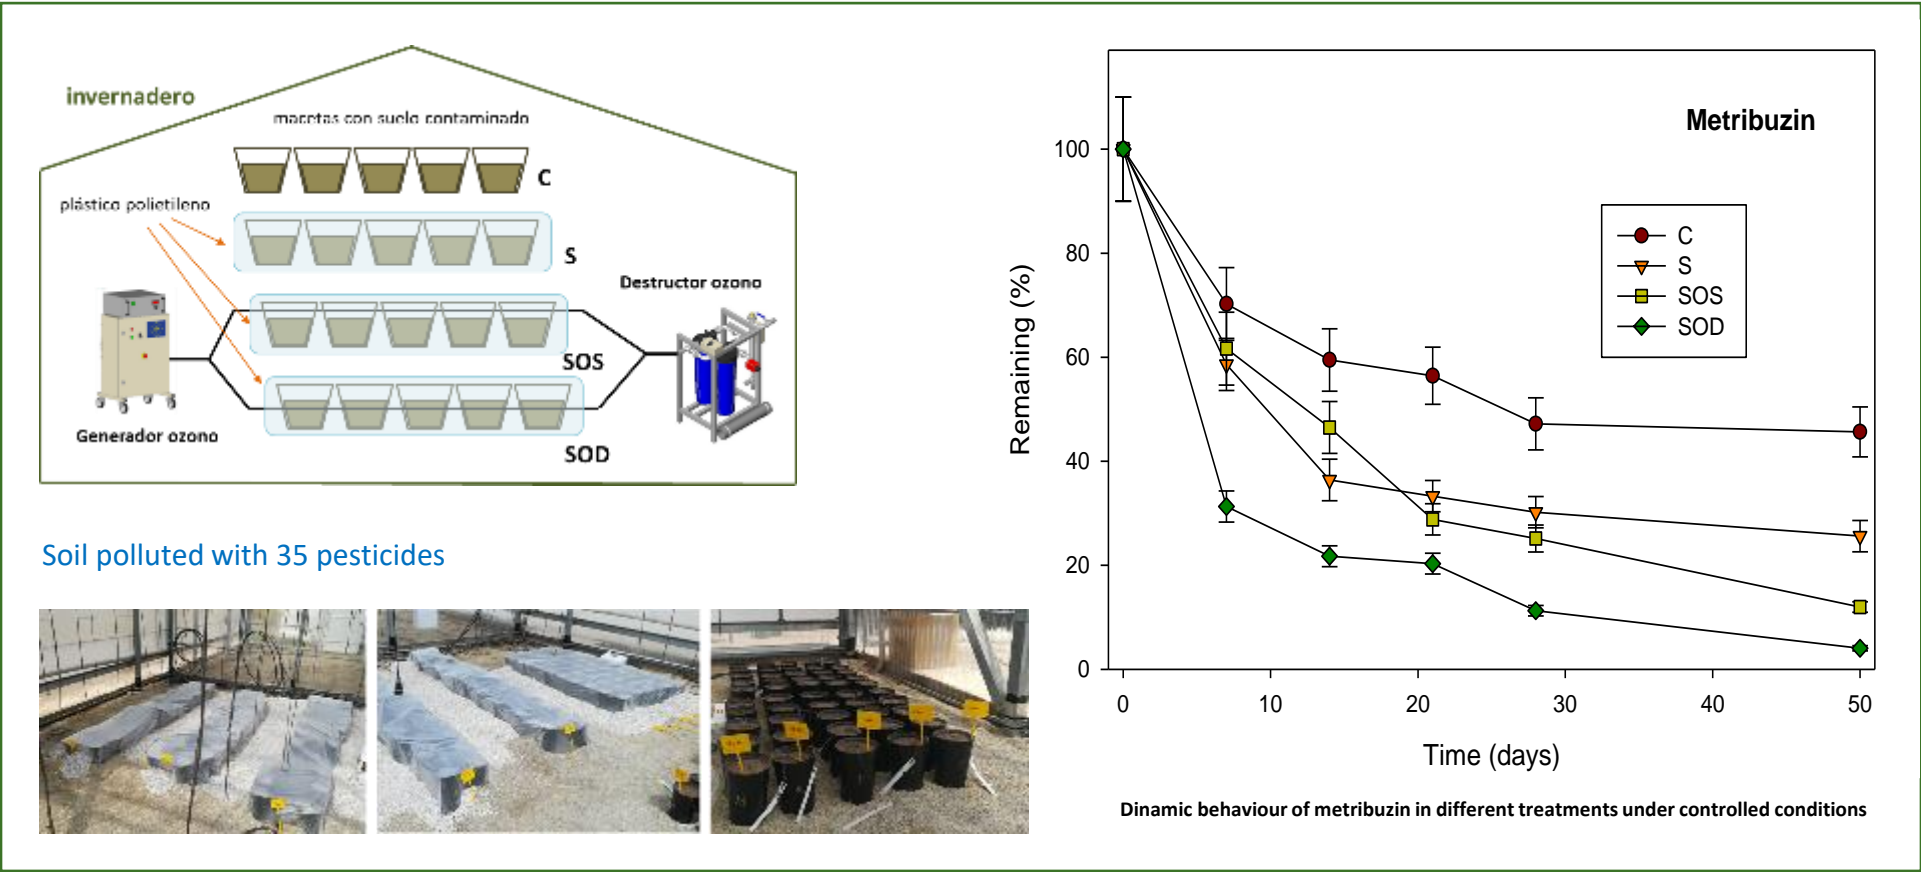 invernadero
macetas con suelo contaminado
C
plástico polietileno
S
Destructor ozono
SOS
Generador ozono
SOD
Soil polluted with 35 pesticides
Metribuzin
C
S
SOS
SOD
Remaining (%)
100
80
60
40
20
0
0 10 20 30 40 50
Time (days)
Dinamic behaviour of metribuzin in different treatments under controlled conditions